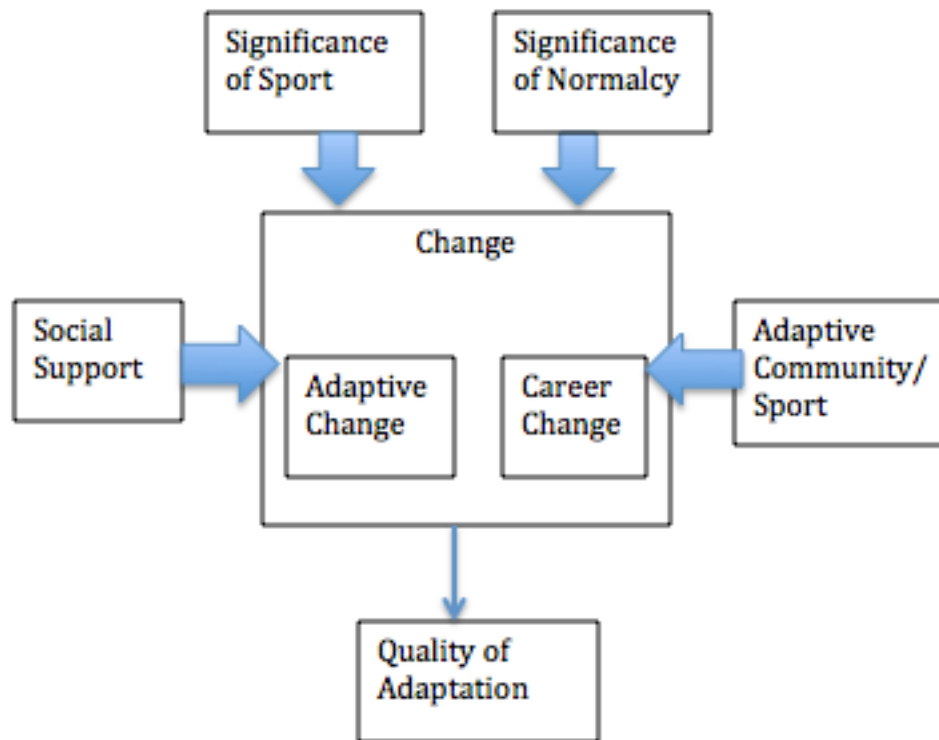 Significance
of Sport
Significance
of Normalcy
Change
Social
Support
Adaptive
Change
Career
Change
Adaptive
Community/
Sport
Quality of
Adaptation